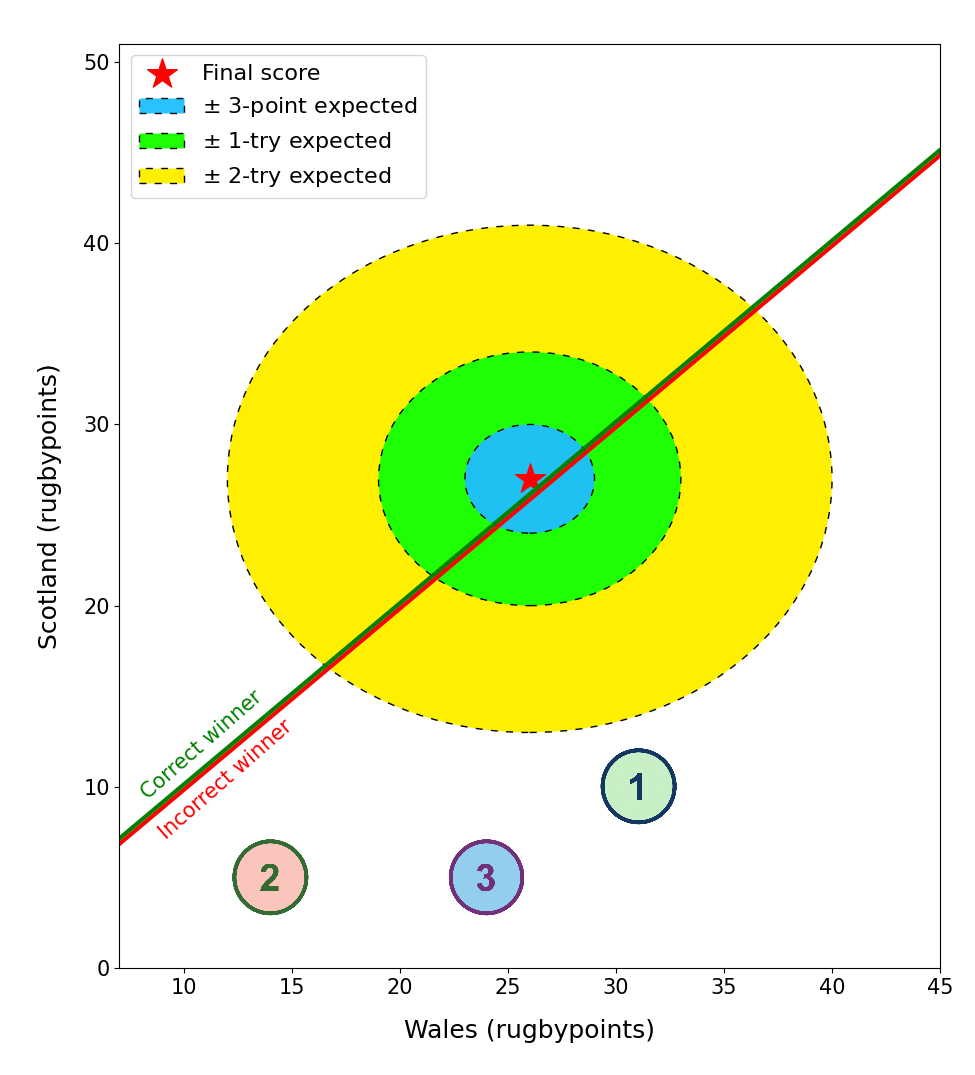 50
40
30
20
10
0
Scotland (rugbypoints)
Final score
± 3-point expected
± 1-try expected
± 2-try expected
Correct winner
Incorrect winner
1
2
3
10
15
20
25
30
35
40
45
Wales (rugbypoints)